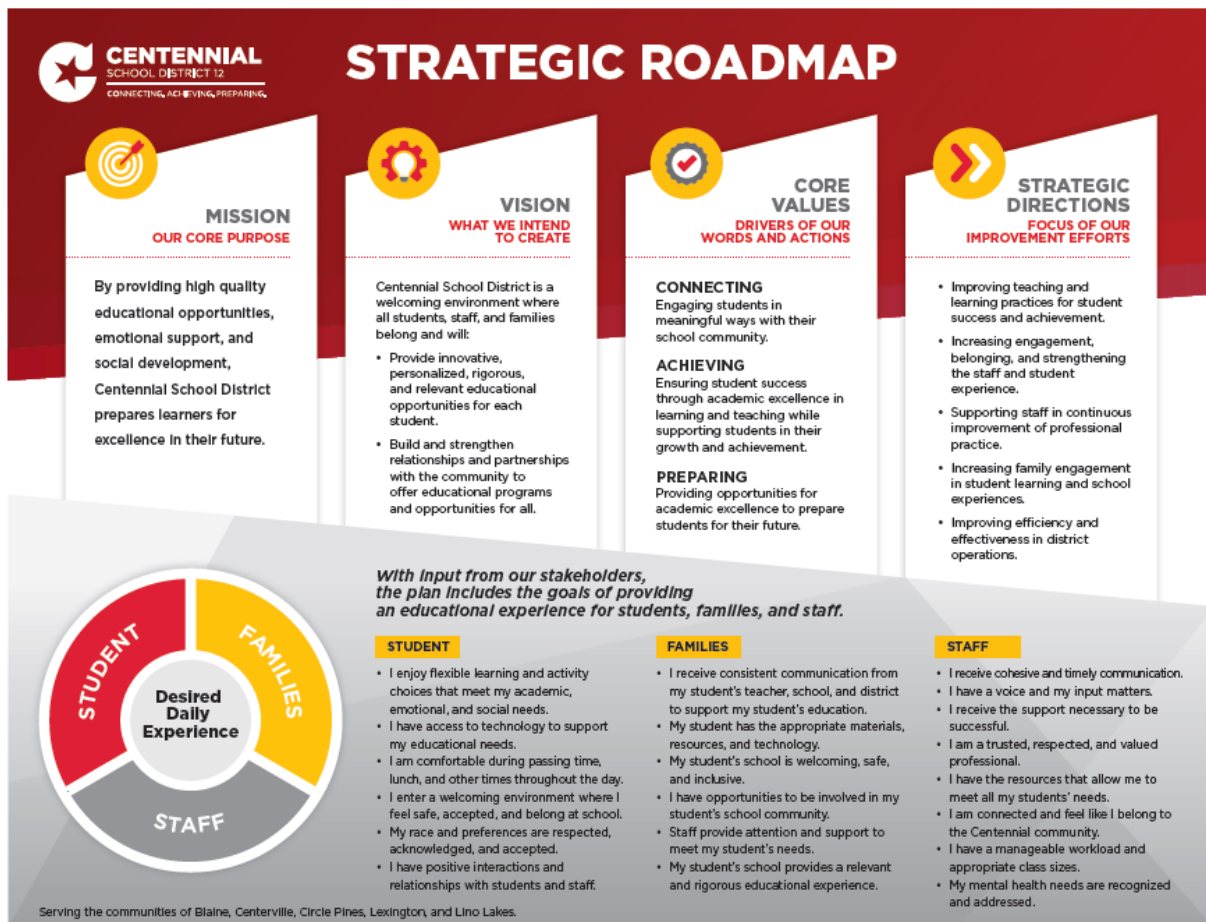 CENTENNIAL
SCHOOL DISTRICT 12
CONNECTING. ACHIEVING. PREPARING.
STRATEGIC ROADMAP
MISSION
OUR CORE PURPOSE
By providing high quality
educational opportunities,
emotional support, and
social development,
Centennial School District
prepares learners for
excellence in their future.
VISION
WHAT WE INTEND
TO CREATE
Centennial School District is a
welcoming environment where
all students, staff, and families
belong and will:
• Provide innovative,
personalized, rigorous,
and relevant educational
opportunities for each
student.
• Build and strengthen
relationships and partnerships
with the community to
offer educational programs
and opportunities for all.
CORE
VALUES
DRIVERS OF OUR
WORDS AND ACTIONS
CONNECTING
Engaging students in
meaningful ways with their
school community.
ACHIEVING
Ensuring student success
through academic excellence in
learning and teaching while
supporting students in their
growth and achievement.
PREPARING
Providing opportunities for
academic excellence to prepare
students for their future.
STRATEGIC
DIRECTIONS
FOCUS OF OUR
IMPROVEMENT EFFORTS
• Improving teaching and
learning practices for student
success and achievement.
• Increasing engagement,
belonging, and strengthening
the staff and student
experience.
• Supporting staff in continuous
improvement of professional
practice.
• Increasing family engagement
in student learning and school
experiences.
• Improving efficiency and
effectiveness in district
operations.
STUDENT
FAMILIES
STAFF
Desired
Daily
Experience
With input from our stakeholders,
the plan includes the goals of providing
an educational experience for students, families, and staff.
STUDENT
• I enjoy flexible learning and activity
choices that meet my academic,
emotional, and social needs.
• I have access to technology to support
my educational needs.
• I am comfortable during passing time,
lunch, and other times throughout the day.
• I enter a welcoming environment where I
feel safe, accepted, and belong at school.
• My race and preferences are respected,
acknowledged, and accepted.
• I have positive interactions and
relationships with students and staff.
FAMILIES
• I receive consistent communication from
my student's teacher, school, and district
to support my student's education.
• My student has the appropriate materials,
resources, and technology.
• My student's school is welcoming, safe,
and inclusive.
• I have opportunities to be involved in my
student's school community.
• Staff provide attention and support to
meet my student's needs.
• My student's school provides a relevant
and rigorous educational experience.
STAFF
• I receive cohesive and timely communication.
• I have a voice and my input matters.
• I receive the support necessary to be
successful.
• I am a trusted, respected, and valued
professional.
• I have the resources that allow me to
meet all my students' needs.
• I am connected and feel like I belong to
the Centennial community.
• I have a manageable workload and
appropriate class sizes.
• My mental health needs are recognized
and addressed.
Serving the communities of Blaine, Centerville, Circle Pines, Lexington, and Lino Lakes.